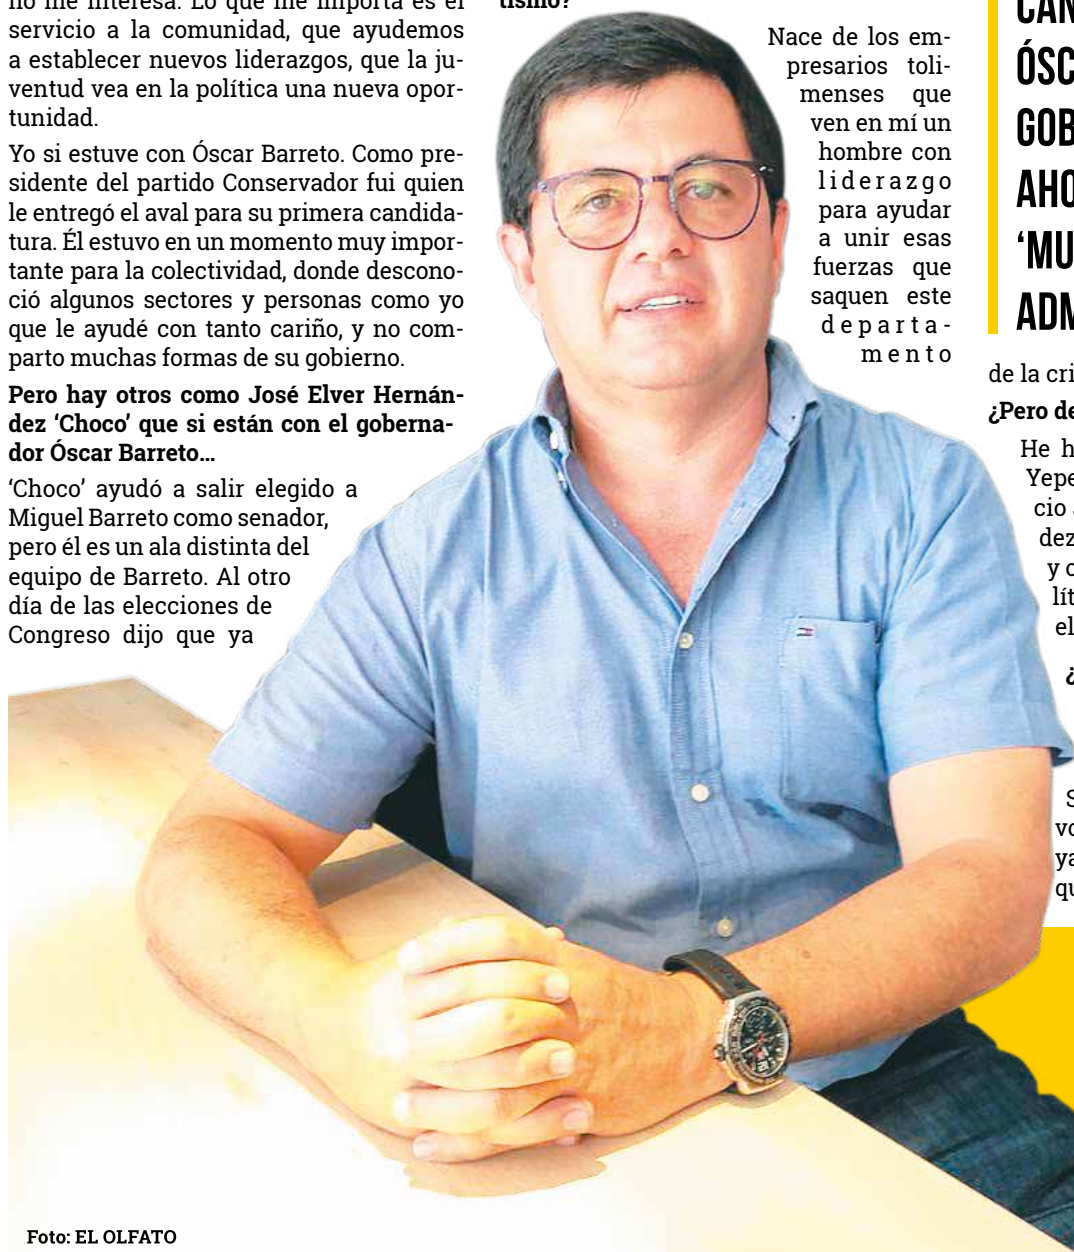 no me interesa. Lo que me importa es el
servicio a la comunidad, que ayudemos
a establecer nuevos liderazgos, que la ju-
ventud vea en la política una nueva opor-
tunidad.
Yo si estuve con Óscar Barreto. Como pre-
sidente del partido Conservador fui quien
le entregó el aval para su primera candida-
tura. Él estuvo en un momento muy impor-
tante para la colectividad, donde descono-
ció algunos sectores y personas como yo
que le ayudé con tanto cariño, y no com-
parto muchas formas de su gobierno.
Pero hay otros como José Elver Hernán-
dez ‘Choco’ que si están con el goberna-
dor Óscar Barreto...
‘Choco’ ayudó a salir elegido a
Miguel Barreto como senador,
pero él es un ala distinta del
equipo de Barreto. Al otro
día de las elecciones de
Congreso dijo que ya
tismo?
Nace de los em-
presarios toli-
menses que
ven en mí un
hombre con
liderazgo
para ayudar
a unir esas
fuerzas que
saquen este
departa-
mento
CAN
ÓSC
GOB
AHO
‘MU
ADM
de la cri
¿Pero de
He h
Yepe
cio
dez
y c
lít
el
¿
S
vo
ya
qu
Foto: EL OLFATO